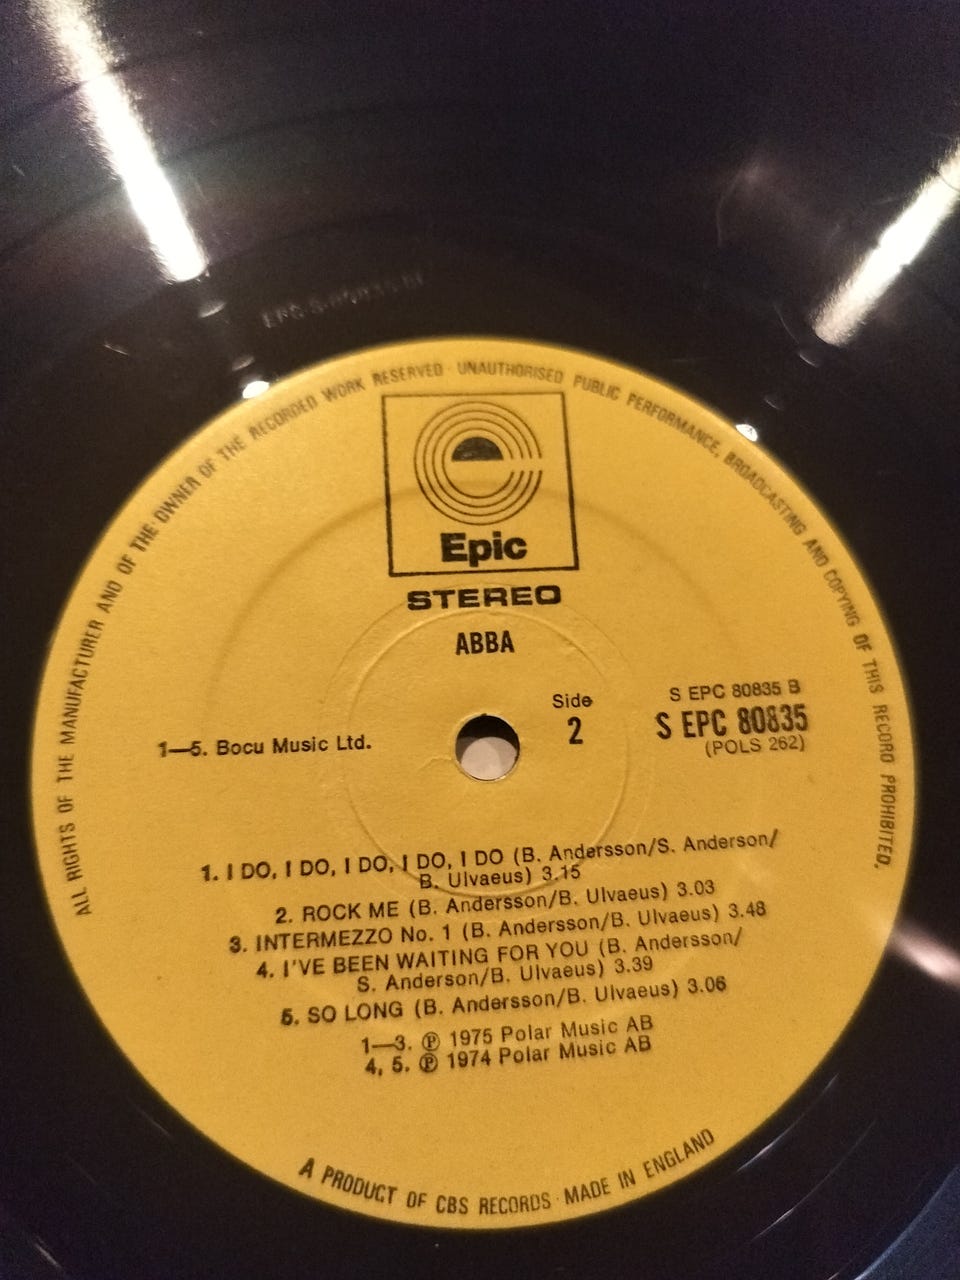 ALL RIGHTS OF THE MANUFACTURER AND OF THE OWNER OF THE RECORDED WORK RESERVED · UNAUTHORISED PUBLIC PERFORMANCE, BROADCASTING AND COPYING OF THIS RECORD PROHIBITED.
e
Epic
STEREO
ABBA
1—5. Bocu Music Ltd.
Side
2
S EPC 80835 B
S EPC 80835
(POLS 262)
1. I DO, I DO, I DO, I DO, I DO (B. Andersson/S. Anderson/
B. Ulvaeus) 3.15
2. ROCK ME (B. Andersson/B. Ulvaeus) 3.03
3. INTERMEZZO No. 1 (B. Andersson/B. Ulvaeus) 3.48
4. I'VE BEEN WAITING FOR YOU (B. Andersson/
S. Anderson/B. Ulvaeus) 3.39
5. SO LONG (B. Andersson/B. Ulvaeus) 3.06
1—3. ℗ 1975 Polar Music AB
4, 5. ℗ 1974 Polar Music AB
A PRODUCT OF CBS RECORDS · MADE IN ENGLAND